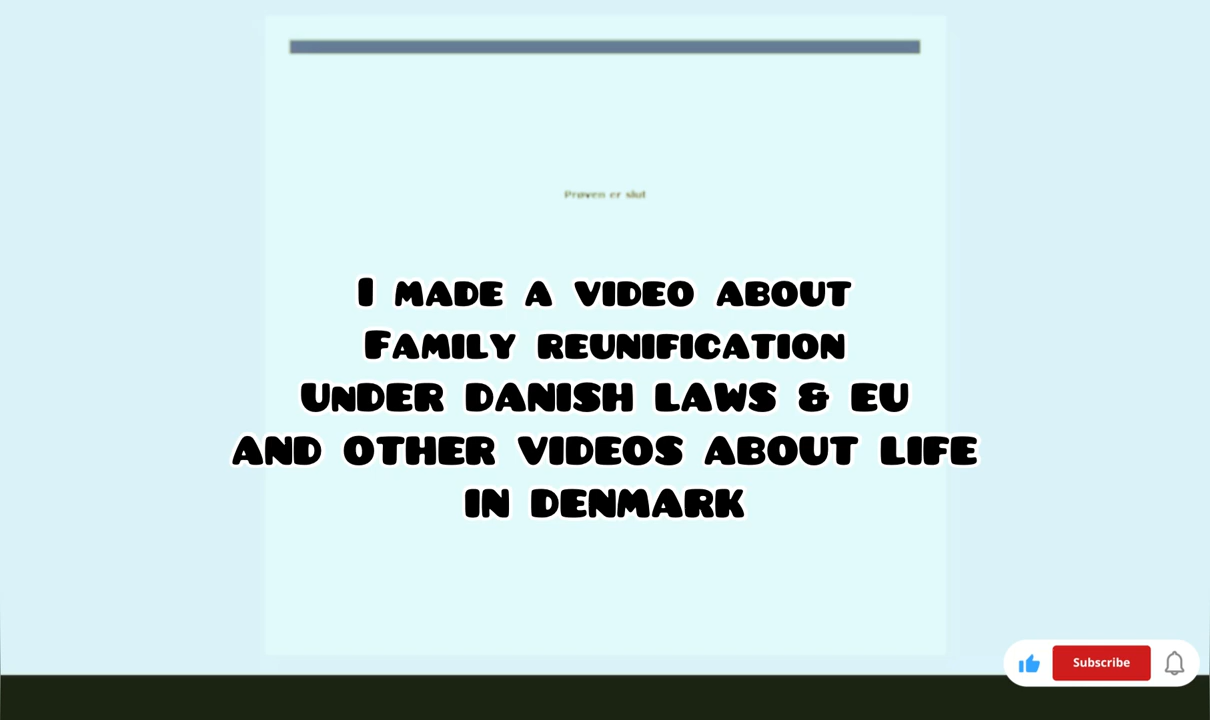 Prøven er slut
I MADE A VIDEO ABOUT
FAMILY REUNIFICATION
UNDER DANISH LAWS & EU
AND OTHER VIDEOS ABOUT LIFE
IN DENMARK
Subscribe